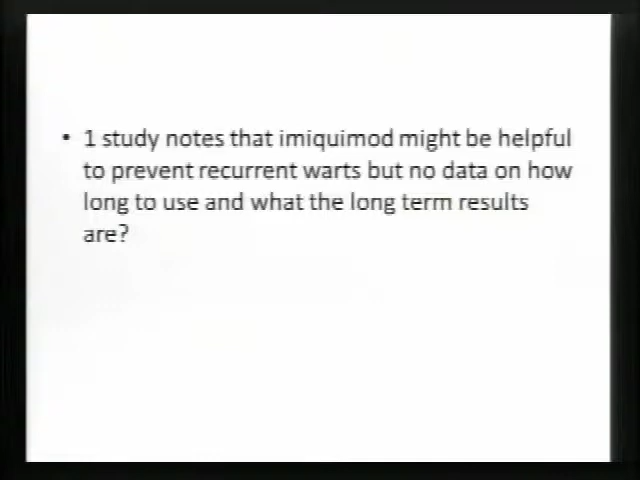 • 1 study notes that imiquimod might be helpful
to prevent recurrent warts but no data on how
long to use and what the long term results
are?